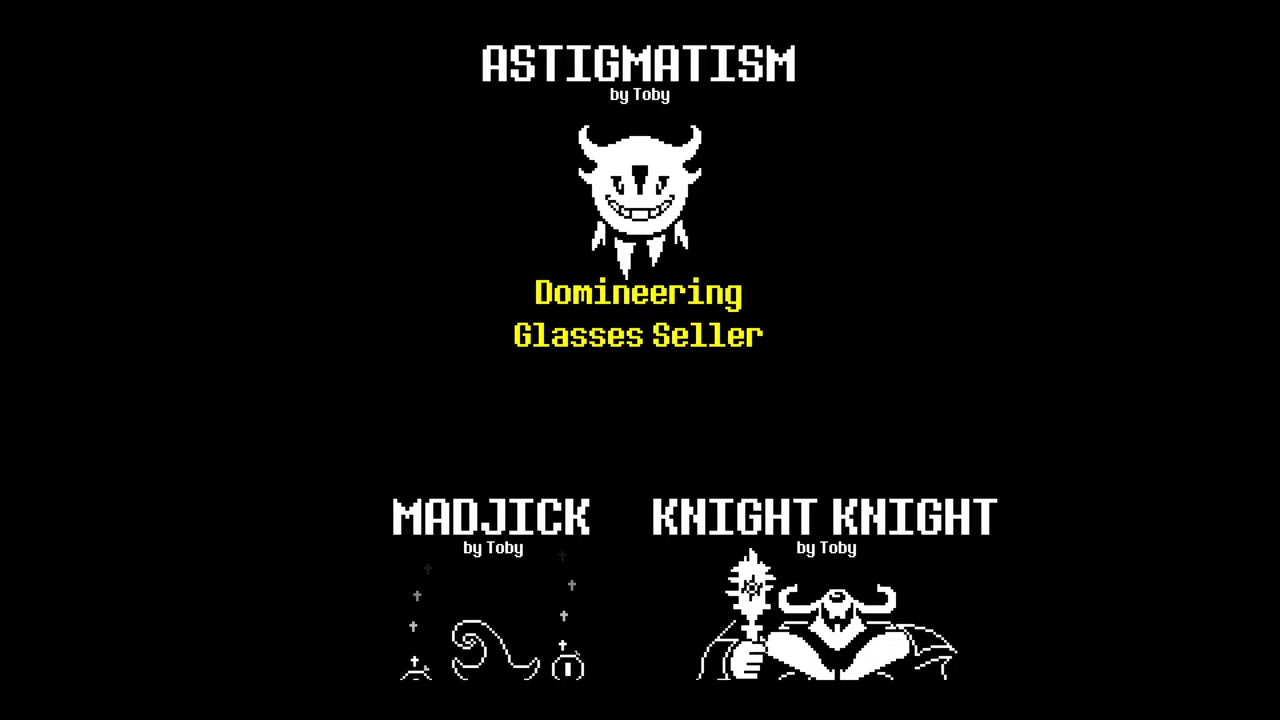 ASTIGMATISM
by Toby
Domineering
Glasses Seller
MADJICK
by Toby
KNIGHT KNIGHT
by Toby